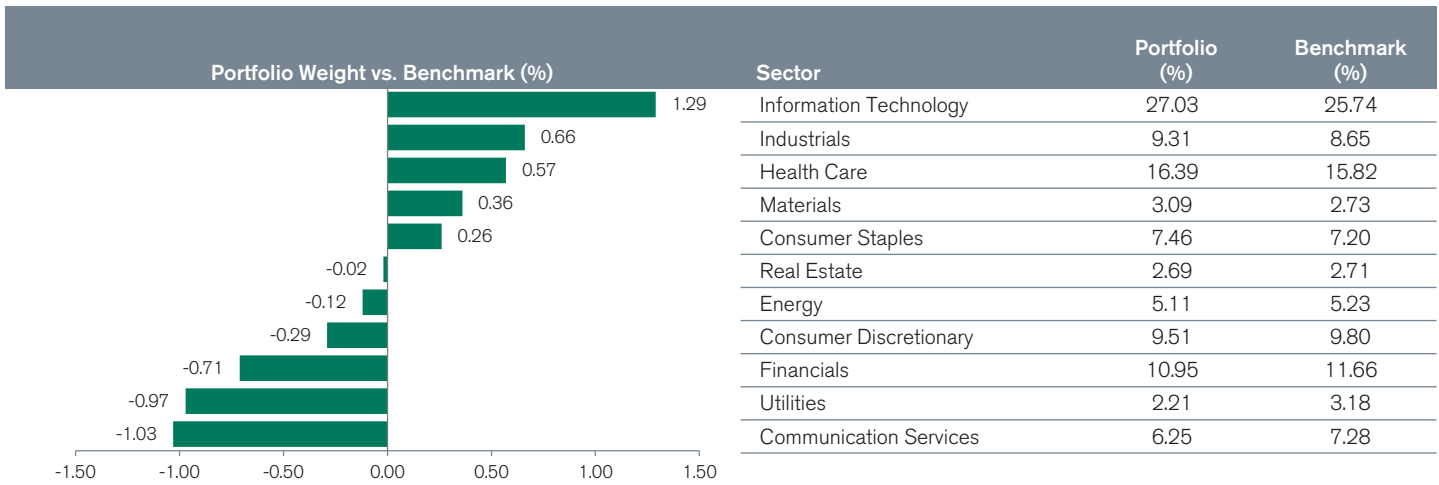 Portfolio Weight vs. Benchmark (%) Sector Portfolio (%) Benchmark (%)
1.29 Information Technology 27.03 25.74
0.66 Industrials 9.31 8.65
0.57 Health Care 16.39 15.82
0.36 Materials 3.09 2.73
0.26 Consumer Staples 7.46 7.20
-0.02 Real Estate 2.69 2.71
-0.12 Energy 5.11 5.23
-0.29 Consumer Discretionary 9.51 9.80
-0.71 Financials 10.95 11.66
-0.97 Utilities 2.21 3.18
-1.03 Communication Services 6.25 7.28
-1.50 -1.00 -0.50 0.00 0.50 1.00 1.50